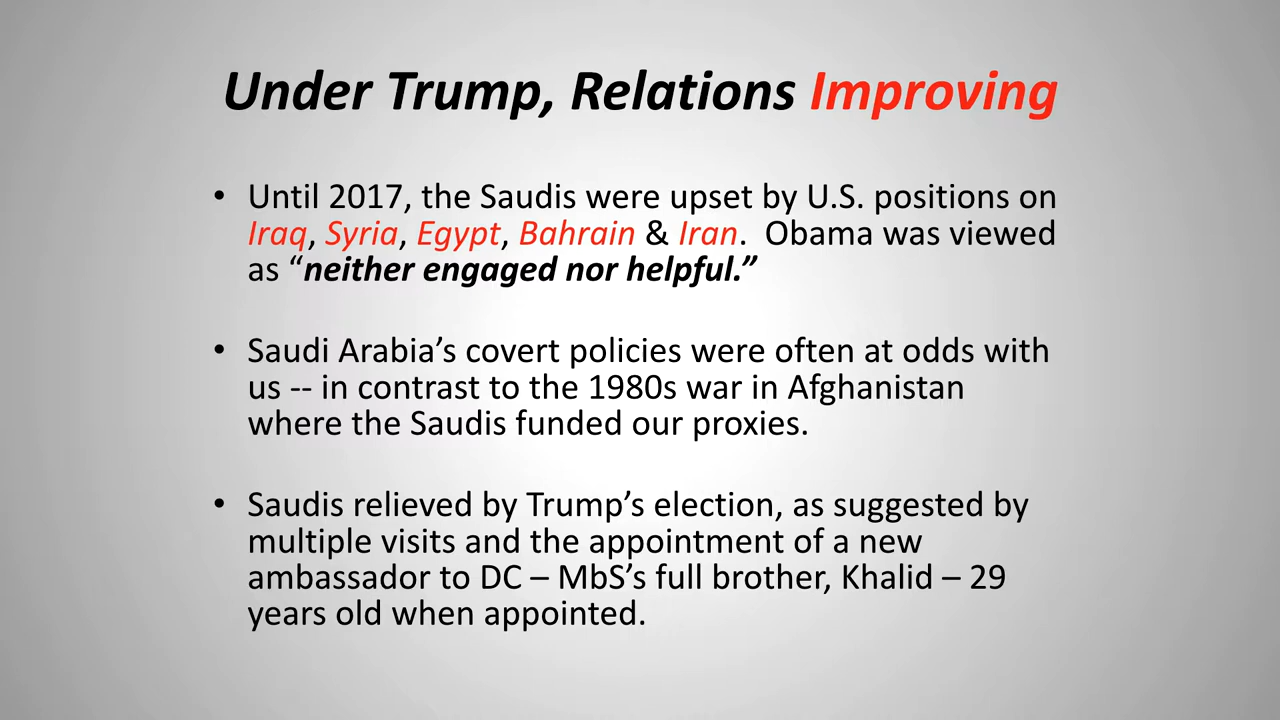 Under Trump, Relations Improving
• Until 2017, the Saudis were upset by U.S. positions on
Iraq, Syria, Egypt, Bahrain & Iran.  Obama was viewed
as “neither engaged nor helpful.”
• Saudi Arabia’s covert policies were often at odds with
us -- in contrast to the 1980s war in Afghanistan
where the Saudis funded our proxies.
• Saudis relieved by Trump’s election, as suggested by
multiple visits and the appointment of a new
ambassador to DC – MbS’s full brother, Khalid – 29
years old when appointed.